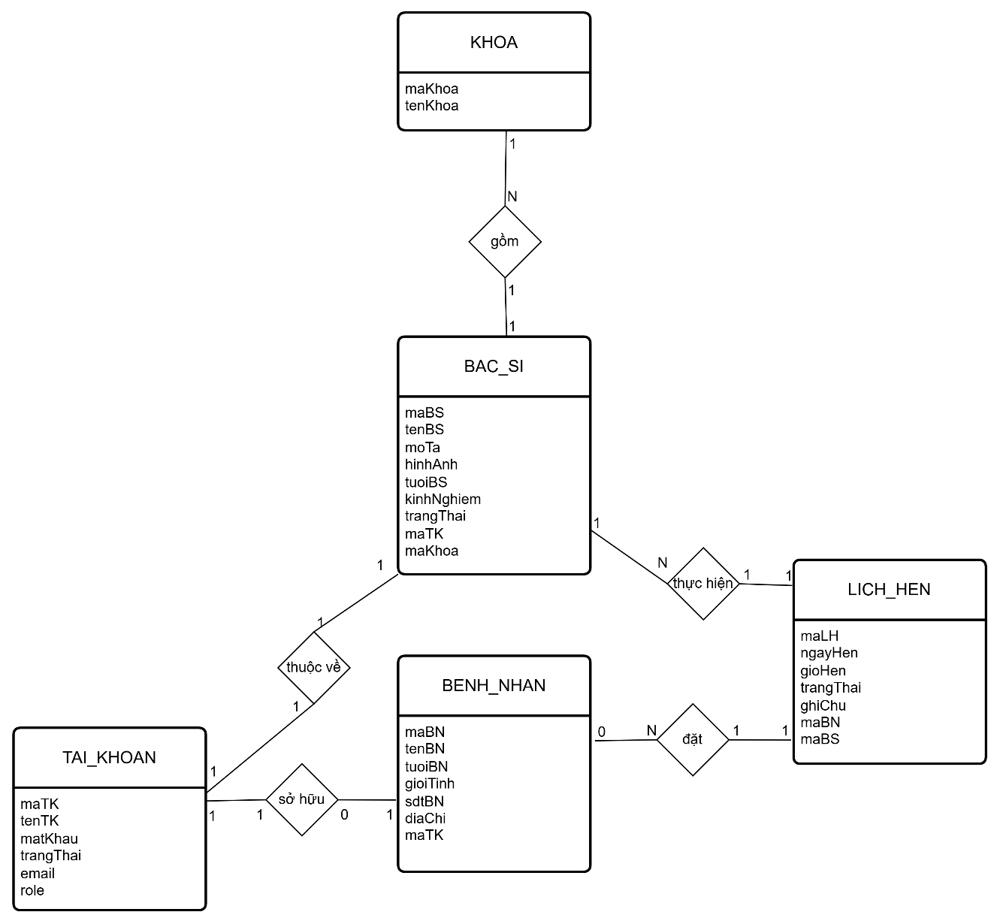 KHOA
maKhoa
tenKhoa
1
N
gồm
1
1
BAC_SI
maBS
tenBS
moTa
hinhAnh
tuoiBS
kinhNghiem
trangThai
maTK
maKhoa
1
N
thực hiện
1
1
LICH_HEN
maLH
ngayHen
gioHen
trangThai
ghiChu
maBN
maBS
1
1
thuộc về
1
1
BENH_NHAN
maBN
tenBN
tuoiBN
gioiTinh
sdtBN
diaChi
maTK
0
N
đặt
1
1
TAI_KHOAN
maTK
tenTK
matKhau
trangThai
email
role
1
1
sở hữu
0
1